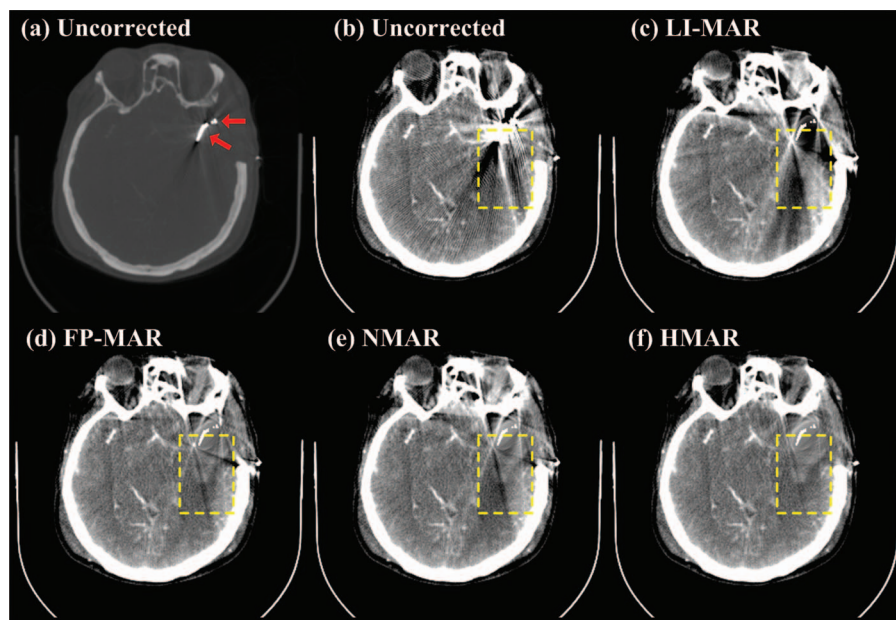 (a) Uncorrected
(b) Uncorrected
(c) LI-MAR
(d) FP-MAR
(e) NMAR
(f) HMAR